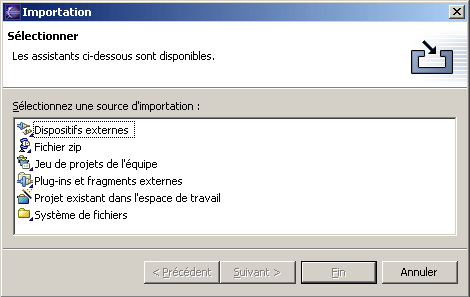 Importation
Sélectionner
Les assistants ci-dessous sont disponibles.
Sélectionnez une source d'importation :
Dispositifs externes
Fichier zip
Jeu de projets de l'équipe
Plug-ins et fragments externes
Projet existant dans l'espace de travail
Système de fichiers
< Précédent
Suivant >
Fin
Annuler